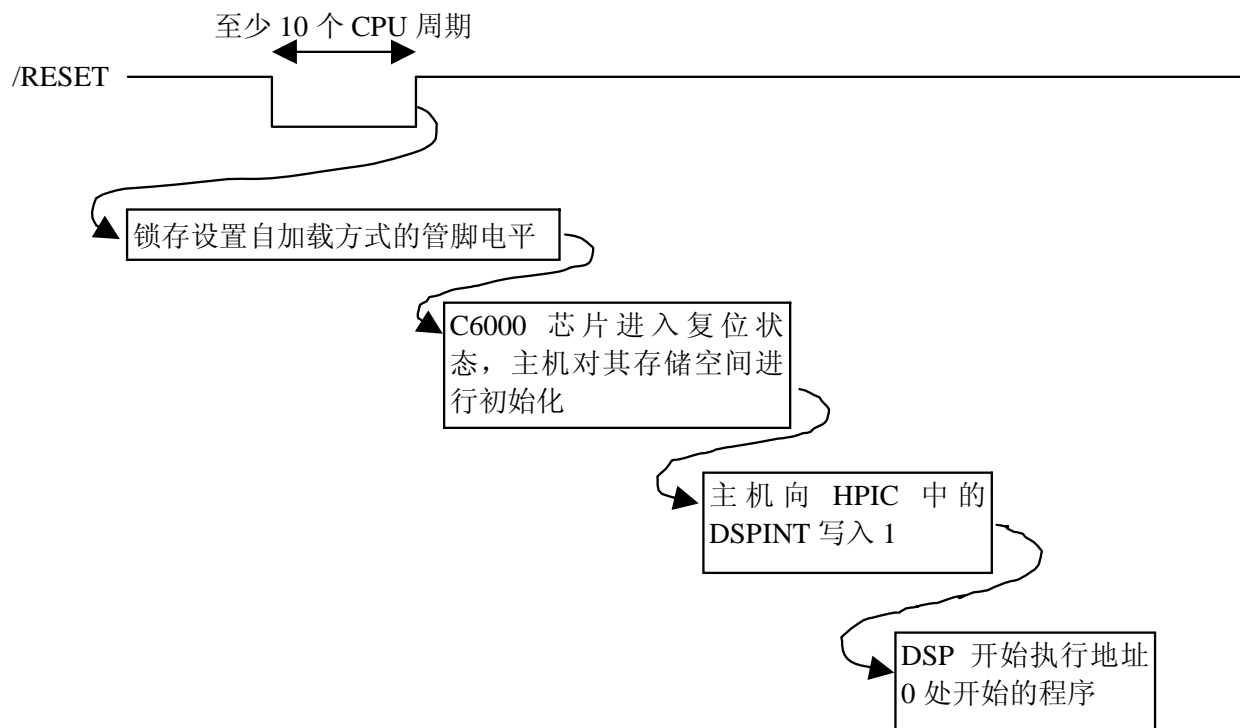 至少 10 个 CPU 周期
/RESET
锁存设置自加载方式的管脚电平
C6000 芯片进入复位状
态，主机对其存储空间进
行初始化
主机向 HPIC 中的
DSPINT 写入 1
DSP 开始执行地址
0 处开始的程序